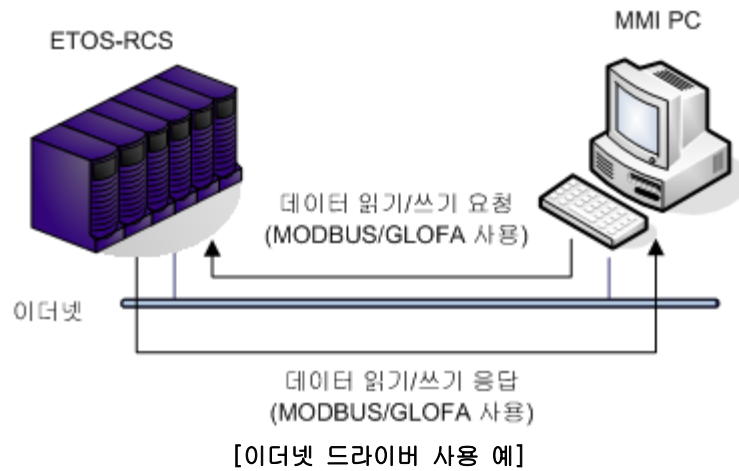 ETOS-RCS
MMI PC
데이터 읽기/쓰기 요청
(MODBUS/GLOFA 사용)
이더넷
데이터 읽기/쓰기 응답
(MODBUS/GLOFA 사용)
[이더넷 드라이버 사용 예]